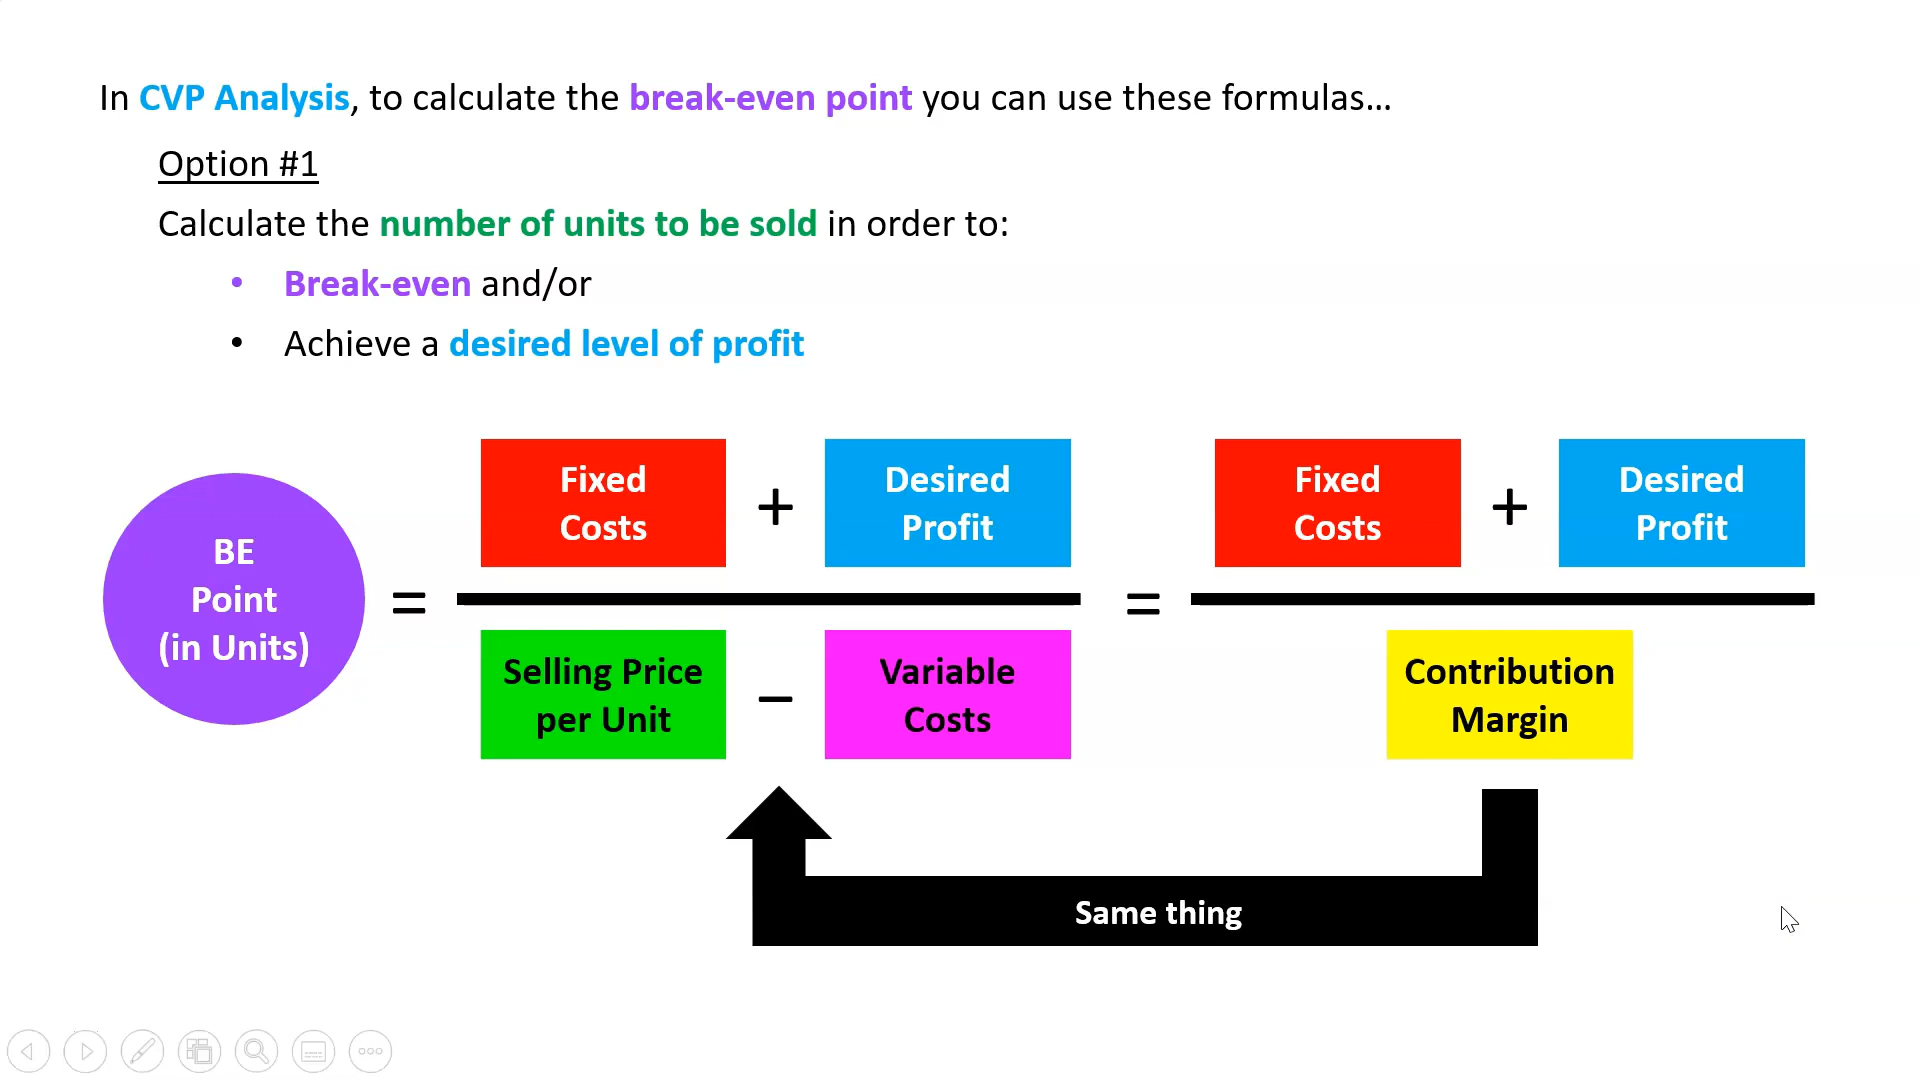 In CVP Analysis, to calculate the break-even point you can use these formulas...
Option #1
Calculate the number of units to be sold in order to:
• Break-even and/or
• Achieve a desired level of profit
BE
Point
(in Units)
=
Fixed
Costs
+
Desired
Profit
Selling Price
per Unit
–
Variable
Costs
=
Fixed
Costs
+
Desired
Profit
Contribution
Margin
Same thing